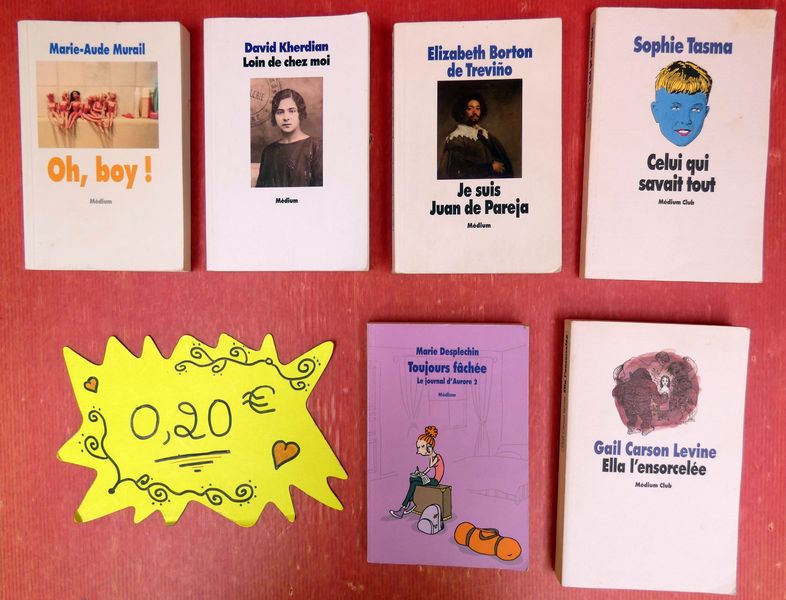 Marie-Aude Murail
Oh, boy !
Médium
David Kherdian
Loin de chez moi
Médium
Elizabeth Borton
de Treviño
Je suis
Juan de Pareja
Médium
Sophie Tasma
Celui qui
savait tout
Médium Club
0,20 €
Marie Desplechin
Toujours fâchée
Le journal d'Aurore 2
Médium
Gail Carson Levine
Ella l'ensorcelée
Médium Club